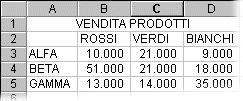 A B C D
1 VENDITA PRODOTTI
2 ROSSI VERDI BIANCHI
3 ALFA 10.000 21.000 9.000
4 BETA 51.000 21.000 18.000
5 GAMMA 13.000 14.000 35.000